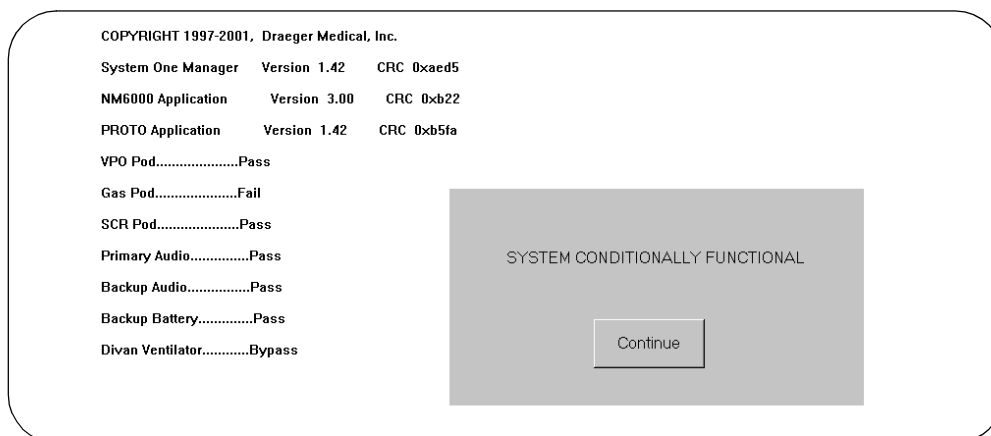 COPYRIGHT 1997-2001, Draeger Medical, Inc.
System One Manager Version 1.42 CRC 0xaed5
NM6000 Application Version 3.00 CRC 0xb22
PROTO Application Version 1.42 CRC 0xb5fa
VPO Pod.....................Pass
Gas Pod.....................Fail
SCR Pod.....................Pass
Primary Audio...............Pass
Backup Audio................Pass
Backup Battery..............Pass
Divan Ventilator............Bypass
SYSTEM CONDITIONALLY FUNCTIONAL
Continue